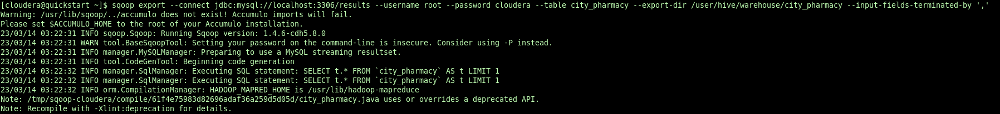 [cloudera@quickstart ~]$ sqoop export --connect jdbc:mysql://localhost:3306/results --username root --password cloudera --table city_pharmacy --export-dir /user/hive/warehouse/city_pharmacy --input-fields-terminated-by ','
Warning: /usr/lib/sqoop/../accumulo does not exist! Accumulo imports will fail.
Please set $ACCUMULO_HOME to the root of your Accumulo installation.
23/03/14 03:22:31 INFO sqoop.Sqoop: Running Sqoop version: 1.4.6-cdh5.8.0
23/03/14 03:22:31 WARN tool.BaseSqoopTool: Setting your password on the command-line is insecure. Consider using -P instead.
23/03/14 03:22:31 INFO manager.MySQLManager: Preparing to use a MySQL streaming resultset.
23/03/14 03:22:31 INFO tool.CodeGenTool: Beginning code generation
23/03/14 03:22:32 INFO manager.SqlManager: Executing SQL statement: SELECT t.* FROM `city_pharmacy` AS t LIMIT 1
23/03/14 03:22:32 INFO manager.SqlManager: Executing SQL statement: SELECT t.* FROM `city_pharmacy` AS t LIMIT 1
23/03/14 03:22:32 INFO orm.CompilationManager: HADOOP_MAPRED_HOME is /usr/lib/hadoop-mapreduce
Note: /tmp/sqoop-cloudera/compile/61f4e75983d82696adaf36a259d5d05d/city_pharmacy.java uses or overrides a deprecated API.
Note: Recompile with -Xlint:deprecation for details.